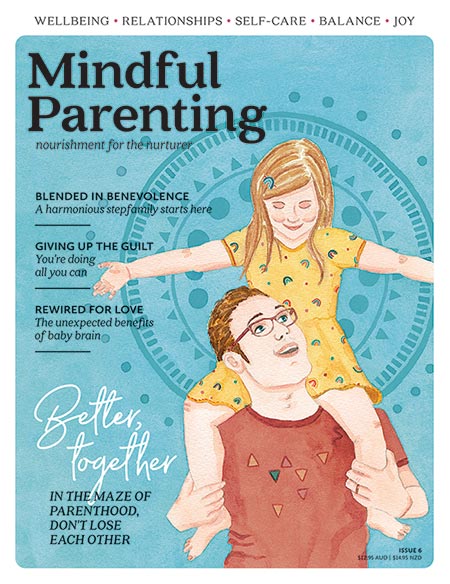 WELLBEING • RELATIONSHIPS • SELF-CARE • BALANCE • JOY
Mindful
Parenting
nourishment for the nurturer
BLENDED IN BENEVOLENCE
A harmonious stepfamily starts here
GIVING UP THE GUILT
You're doing
all you can
REWIRED FOR LOVE
The unexpected benefits
of baby brain
Better,
together
IN THE MAZE OF
PARENTHOOD,
DON'T LOSE
EACH OTHER
ISSUE 6
$12.95 AUD | $14.95 NZD